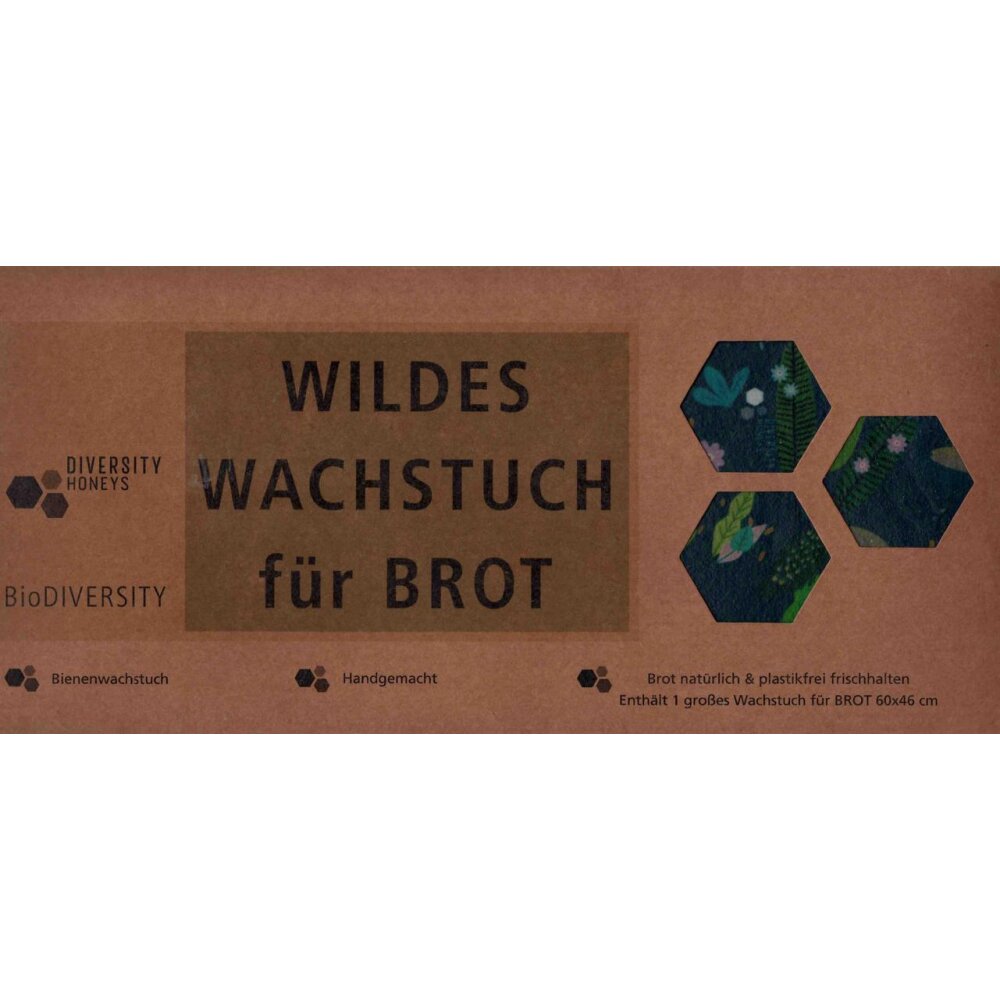 WILDES
WACHSTUCH
für BROT
DIVERSITY
HONEYS
BioDIVERSITY
Bienenwachstuch
Handgemacht
Brot natürlich & plastikfrei frischhalten
Enthält 1 großes Wachstuch für BROT 60x46 cm